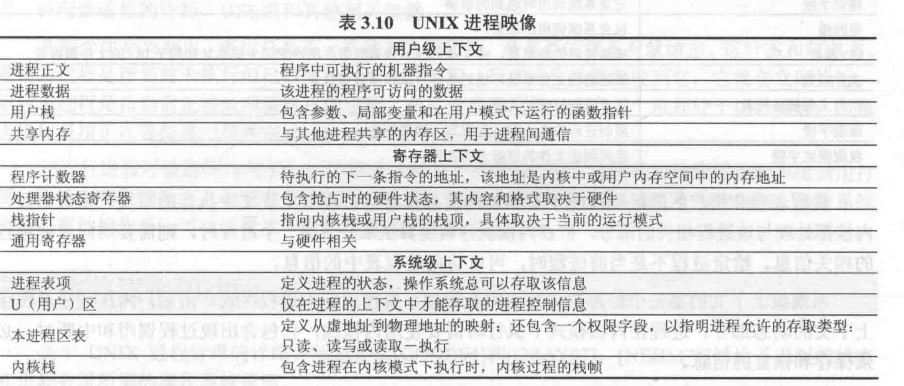 表 3.10 UNIX 进程映像
用户级上下文
进程正文 程序中可执行的机器指令
进程数据 该进程的程序可访问的数据
用户栈 包含参数、局部变量和在用户模式下运行的函数指针
共享内存 与其他进程共享的内存区，用于进程间通信
寄存器上下文
程序计数器 待执行的下一条指令的地址，该地址是内核中或用户内存空间中的内存地址
处理器状态寄存器 包含抢占时的硬件状态，其内容和格式取决于硬件
栈指针 指向内核栈或用户栈的栈顶，具体取决于当前的运行模式
通用寄存器 与硬件相关
系统级上下文
进程表项 定义进程的状态，操作系统总可以存取该信息
U（用户）区 仅在进程的上下文中才能存取的进程控制信息
本进程区表 定义从虚地址到物理地址的映射；还包含一个权限字段，以指明进程允许的存取类型：
只读、读写或读取－执行
内核栈 包含进程在内核模式下执行时，内核过程的栈帧